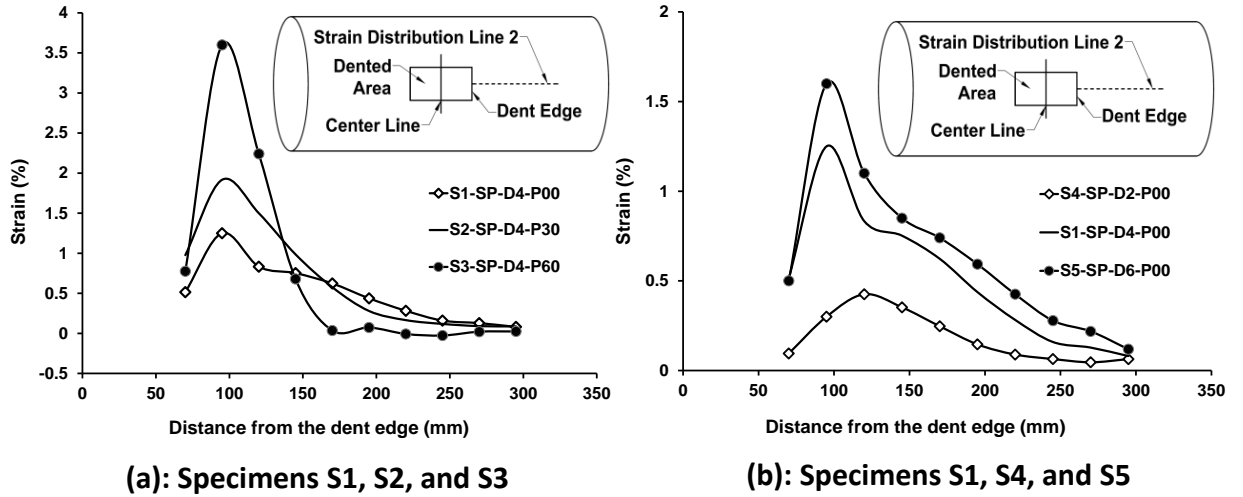 4
3.5
3
2.5
2
1.5
1
0.5
0
-0.5
Strain (%)
0 50 100 150 200 250 300 350
Distance from the dent edge (mm)
Strain Distribution Line 2
Dented
Area
Dent Edge
Center Line
S1-SP-D4-P00
S2-SP-D4-P30
S3-SP-D4-P60
(a): Specimens S1, S2, and S3
2
1.5
1
0.5
0
Strain (%)
0 50 100 150 200 250 300 350
Distance from the dent edge (mm)
Strain Distribution Line 2
Dented
Area
Dent Edge
Center Line
S4-SP-D2-P00
S1-SP-D4-P00
S5-SP-D6-P00
(b): Specimens S1, S4, and S5